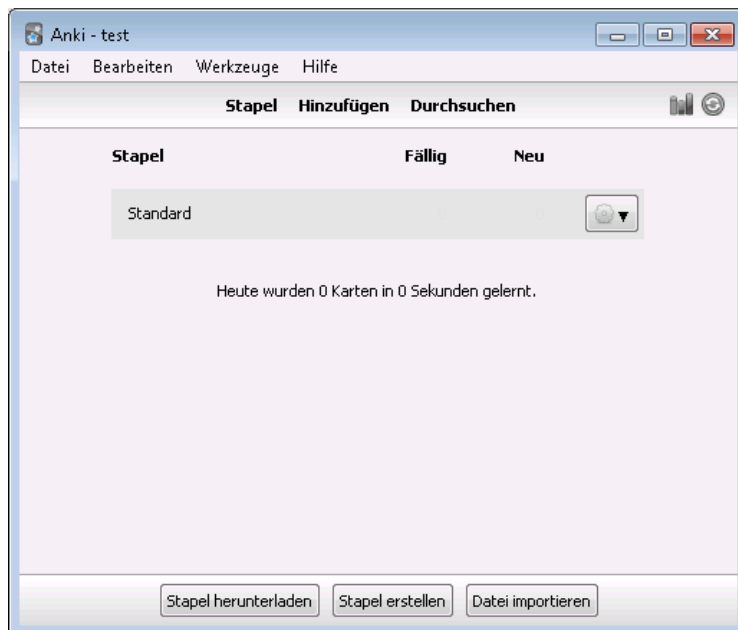 Anki - test
Datei Bearbeiten Werkzeuge Hilfe
Stapel Hinzufügen Durchsuchen
Stapel Fällig Neu
Standard
Heute wurden 0 Karten in 0 Sekunden gelernt.
Stapel herunterladen Stapel erstellen Datei importieren